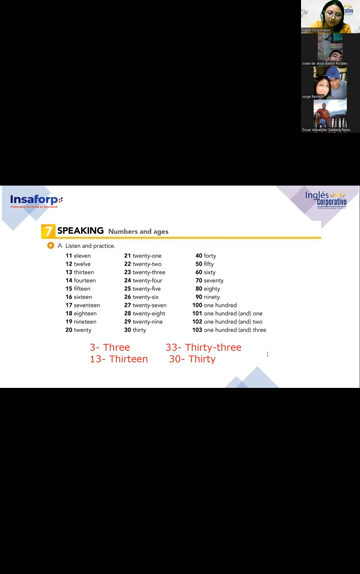 Inglés Corporativo
Insaforp
Inglés
Corporativo
7 SPEAKING Numbers and ages
A Listen and practice.
11 eleven 21 twenty-one 40 forty
12 twelve 22 twenty-two 50 fifty
13 thirteen 23 twenty-three 60 sixty
14 fourteen 24 twenty-four 70 seventy
15 fifteen 25 twenty-five 80 eighty
16 sixteen 26 twenty-six 90 ninety
17 seventeen 27 twenty-seven 100 one hundred
18 eighteen 28 twenty-eight 101 one hundred (and) one
19 nineteen 29 twenty-nine 102 one hundred (and) two
20 twenty 30 thirty 103 one hundred (and) three
3- Three 33- Thirty-three
13- Thirteen 30- Thirty